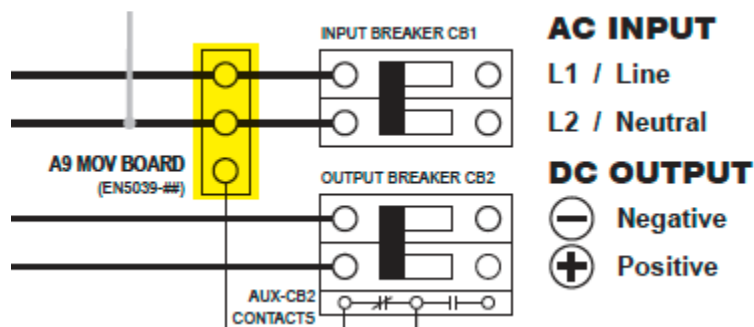 INPUT BREAKER CB1
AC INPUT
L1 / Line
L2 / Neutral
A9 MOV BOARD
(EN5039-##)
OUTPUT BREAKER CB2
DC OUTPUT
Negative
Positive
AUX-CB2
CONTACTS